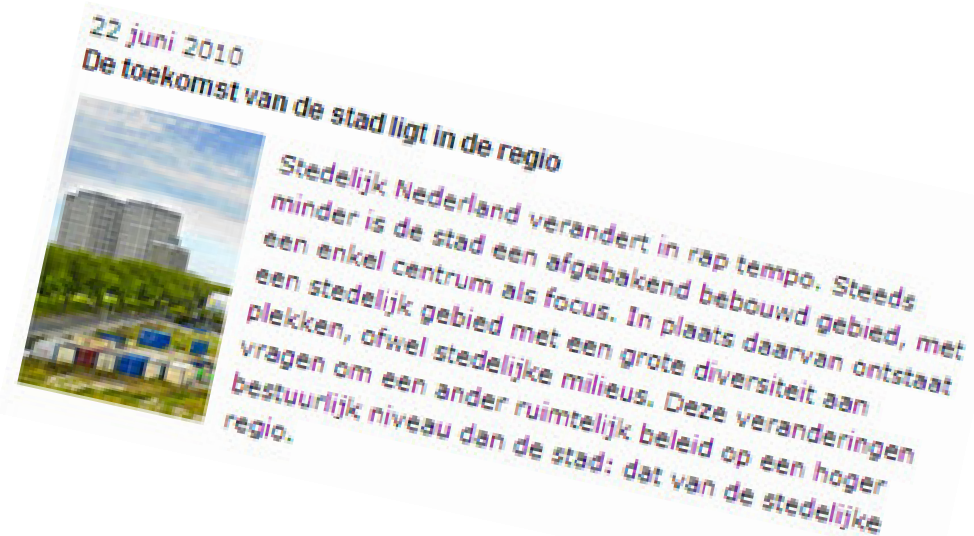 22 juni 2010
De toekomst van de stad ligt in de regio
Stedelijk Nederland verandert in rap tempo. Steeds
minder is de stad een afgebakend bebouwd gebied, met
een enkel centrum als focus. In plaats daarvan ontstaat
een stedelijk gebied met een grote diversiteit aan
plekken, ofwel stedelijke milieus. Deze veranderingen
vragen om een ander ruimtelijk beleid op een hoger
bestuurlijk niveau dan de stad: dat van de stedelijke
regio.